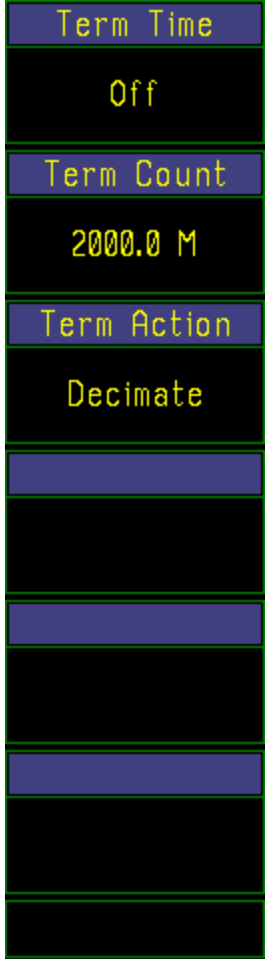 Term Time
Off
Term Count
2000.0 M
Term Action
Decimate